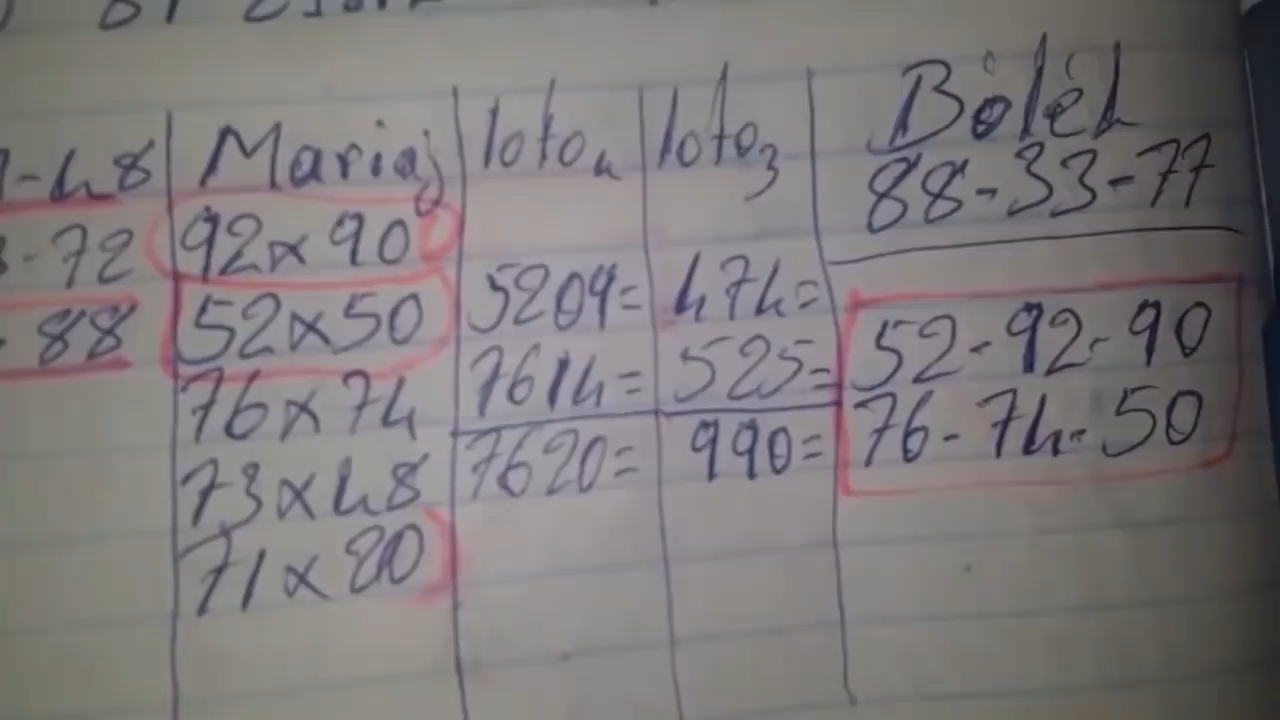 -48 Mariaj loto4 loto3 Bòlèt
88-33-77
-72 92x90
88 52x50 5204= 474= 52-92-90
76x74 7614= 525= 76-74-50
73x48 7620= 990=
71x20